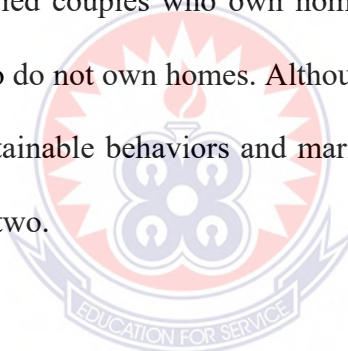 ied couples who own hom
o do not own homes. Althou
tainable behaviors and mar
two.
EDUCATION FOR SERVICE